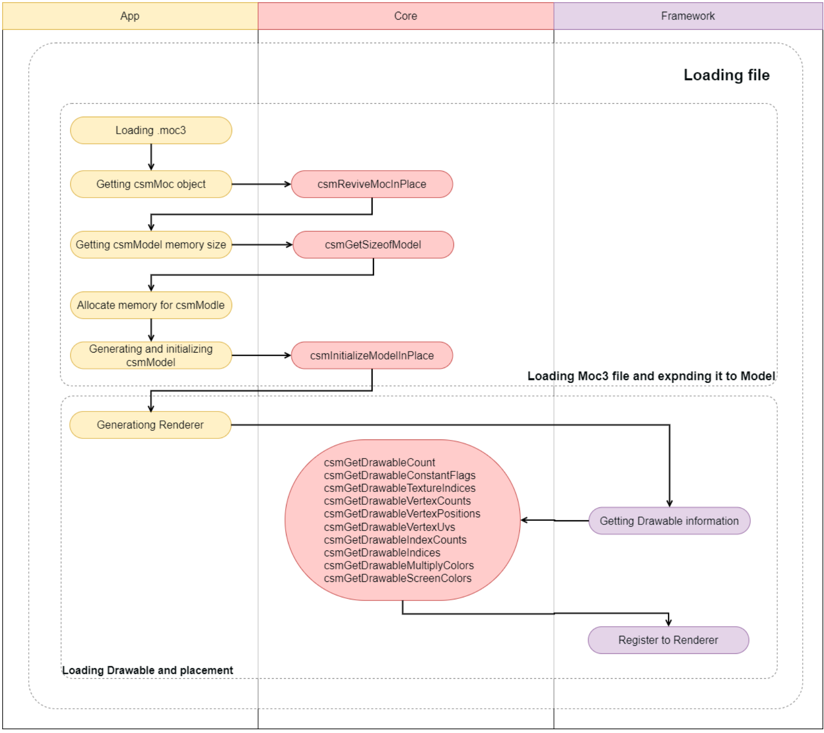 App
Core
Framework
Loading file
Loading .moc3
Getting csmMoc object
csmReviveMocInPlace
Getting csmModel memory size
csmGetSizeofModel
Allocate memory for csmModle
Generating and initializing
csmModel
csmInitializeModelInPlace
Loading Moc3 file and expnding it to Model
Generationg Renderer
csmGetDrawableCount
csmGetDrawableConstantFlags
csmGetDrawableTextureIndices
csmGetDrawableVertexCounts
csmGetDrawableVertexPositions
csmGetDrawableVertexUvs
csmGetDrawableIndexCounts
csmGetDrawableIndices
csmGetDrawableMultiplyColors
csmGetDrawableScreenColors
Getting Drawable information
Register to Renderer
Loading Drawable and placement